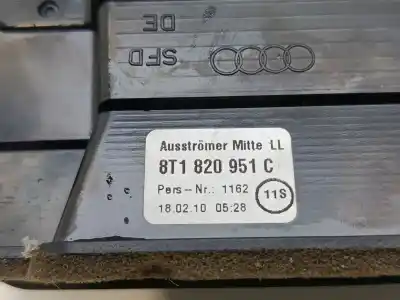 DE
SFD
Ausströmer Mitte LL
8T1 820 951 C
Pers-Nr.: 1162
11S
18.02.10 05:28